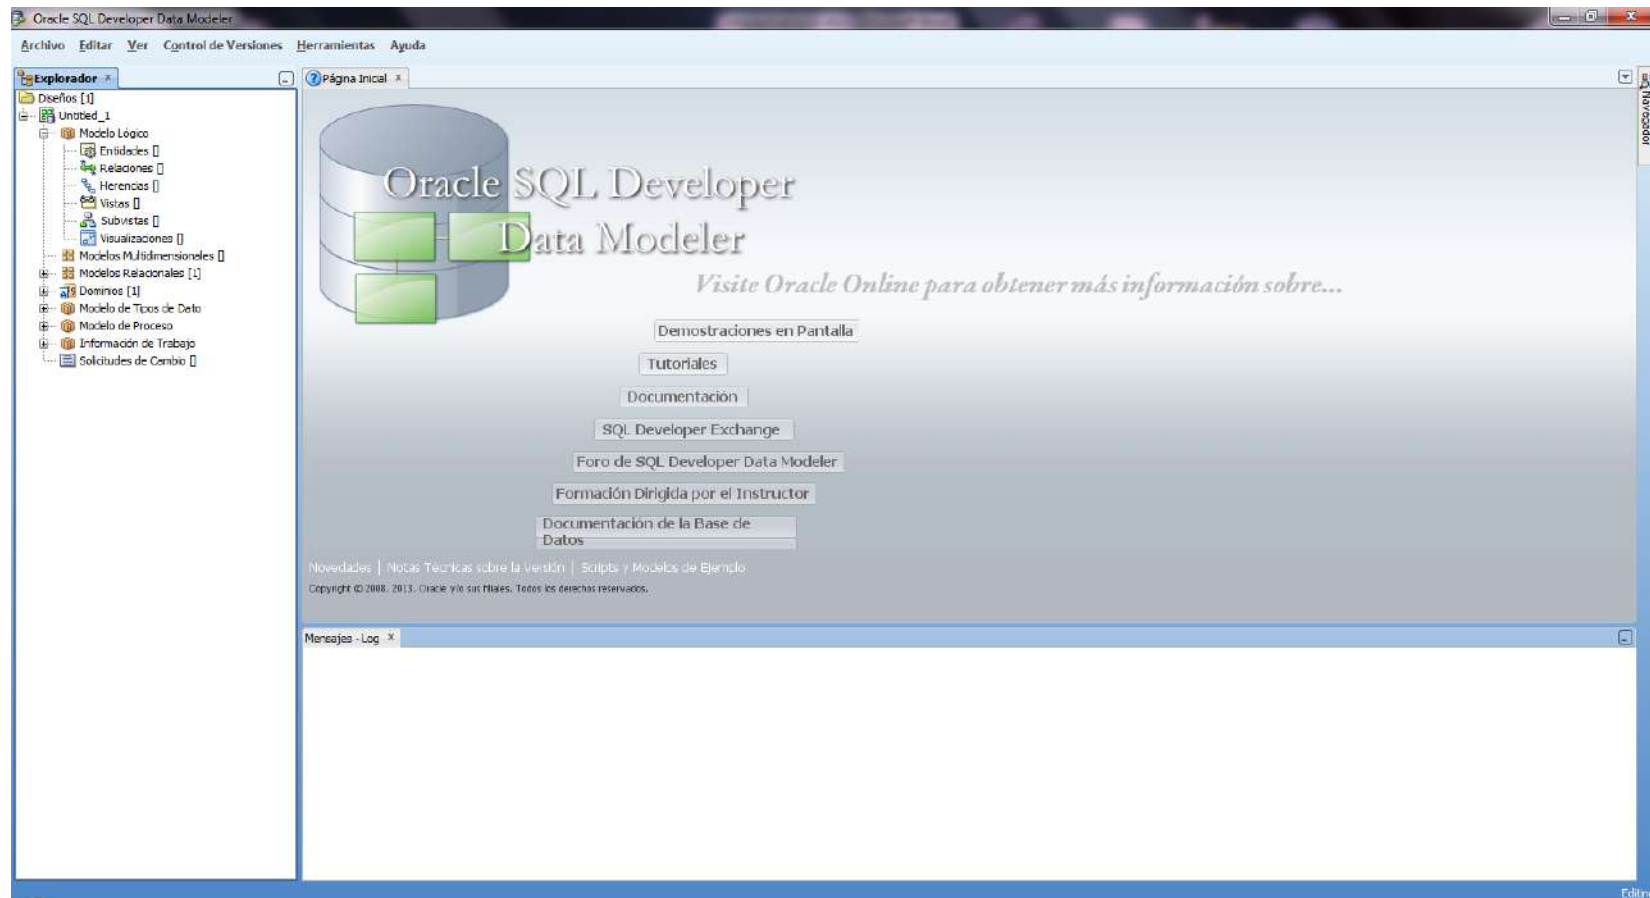 Oracle SQL Developer Data Modeler
Archivo Editar Ver Control de Versiones Herramientas Ayuda
Explorador
Diseños [1]
Untitled_1
Modelo Lógico
Entidades []
Relaciones []
Herencias []
Vistas []
Subvistas []
Visualizaciones []
Modelos Multidimensionales []
Modelos Relacionales [1]
Dominios [1]
Modelo de Tipos de Dato
Modelo de Proceso
Información de Trabajo
Solicitudes de Cambio []
Página Inicial
Oracle SQL Developer
Data Modeler
Visite Oracle Online para obtener más información sobre...
Demostraciones en Pantalla
Tutoriales
Documentación
SQL Developer Exchange
Foro de SQL Developer Data Modeler
Formación Dirigida por el Instructor
Documentación de la Base de
Datos
Novedades | Notas Técnicas sobre la Versión | Scripts y Modelos de Ejemplo
Copyright © 2008, 2013, Oracle y/o sus filiales. Todos los derechos reservados.
Mensajes - Log
Navegador